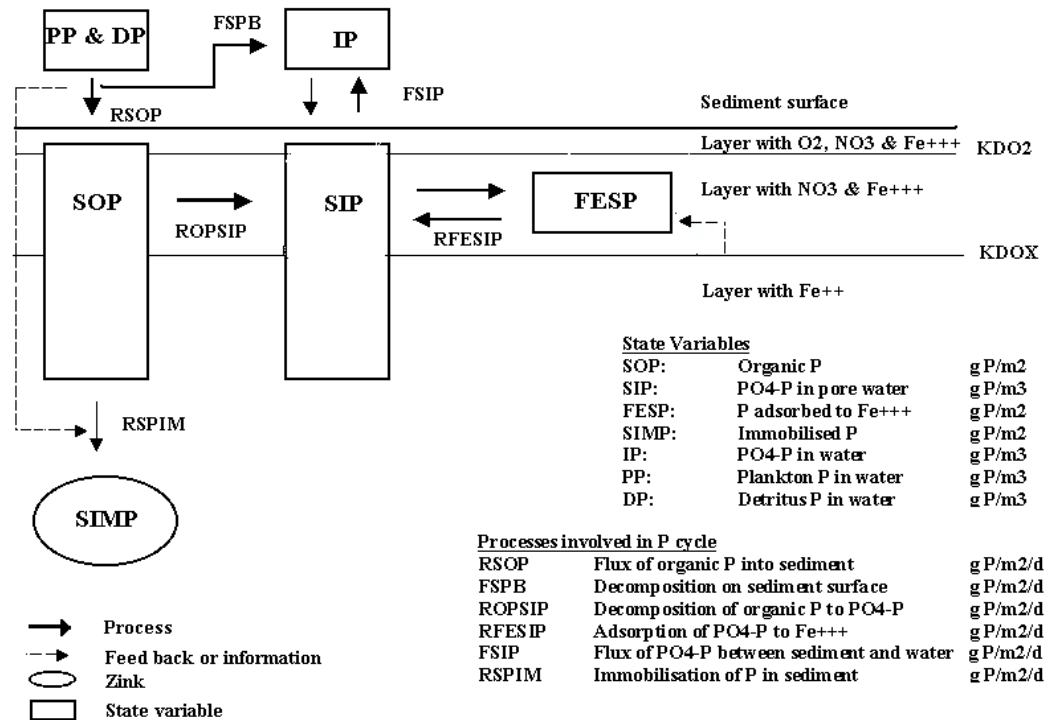 PP & DP
FSPB
IP
RSOP
FSIP
Sediment surface
Layer with O2, NO3 & Fe+++ KDO2
SOP
SIP
FESP
Layer with NO3 & Fe+++
ROPSIP
RFESIP
KDOX
Layer with Fe++
RSPIM
SIMP
State Variables
SOP: Organic P g P/m2
SIP: PO4-P in pore water g P/m3
FESP: P adsorbed to Fe+++ g P/m2
SIMP: Immobilised P g P/m2
IP: PO4-P in water g P/m3
PP: Plankton P in water g P/m3
DP: Detritus P in water g P/m3
Processes involved in P cycle
RSOP Flux of organic P into sediment g P/m2/d
FSPB Decomposition on sediment surface g P/m2/d
ROPSIP Decomposition of organic P to PO4-P g P/m2/d
RFESIP Adsorption of PO4-P to Fe+++ g P/m2/d
FSIP Flux of PO4-P between sediment and water g P/m2/d
RSPIM Immobilisation of P in sediment g P/m2/d
Process
Feed back or information
Zink
State variable